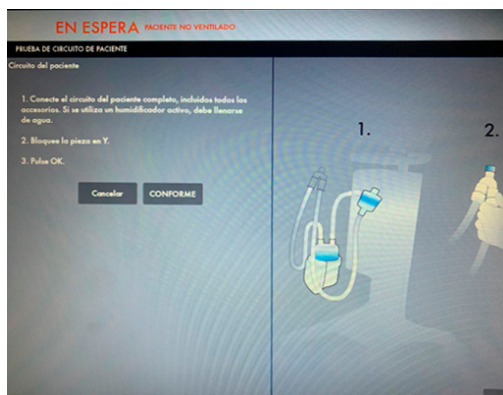 EN ESPERA PACIENTE NO VENTILADO
PRUEBA DE CIRCUITO DE PACIENTE
Circuito del paciente
1. Conecte el circuito del paciente completo, incluidos todos los
accesorios. Si se utiliza un humidificador activo, debe llenarse
de agua.
2. Bloquee la pieza en Y.
3. Pulse OK.
Cancelar CONFORME
1.
2.